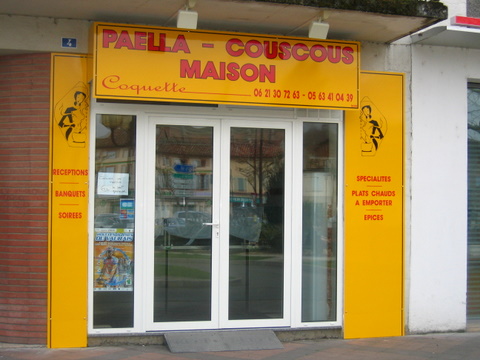 4
PAELLA - COUSCOUS
MAISON
Coquette
06 21 30 72 63 - 05 63 41 04 39
RECEPTIONS
BANQUETS
SOIREES
SPECIALITES
PLATS CHAUDS
A EMPORTER
EPICES